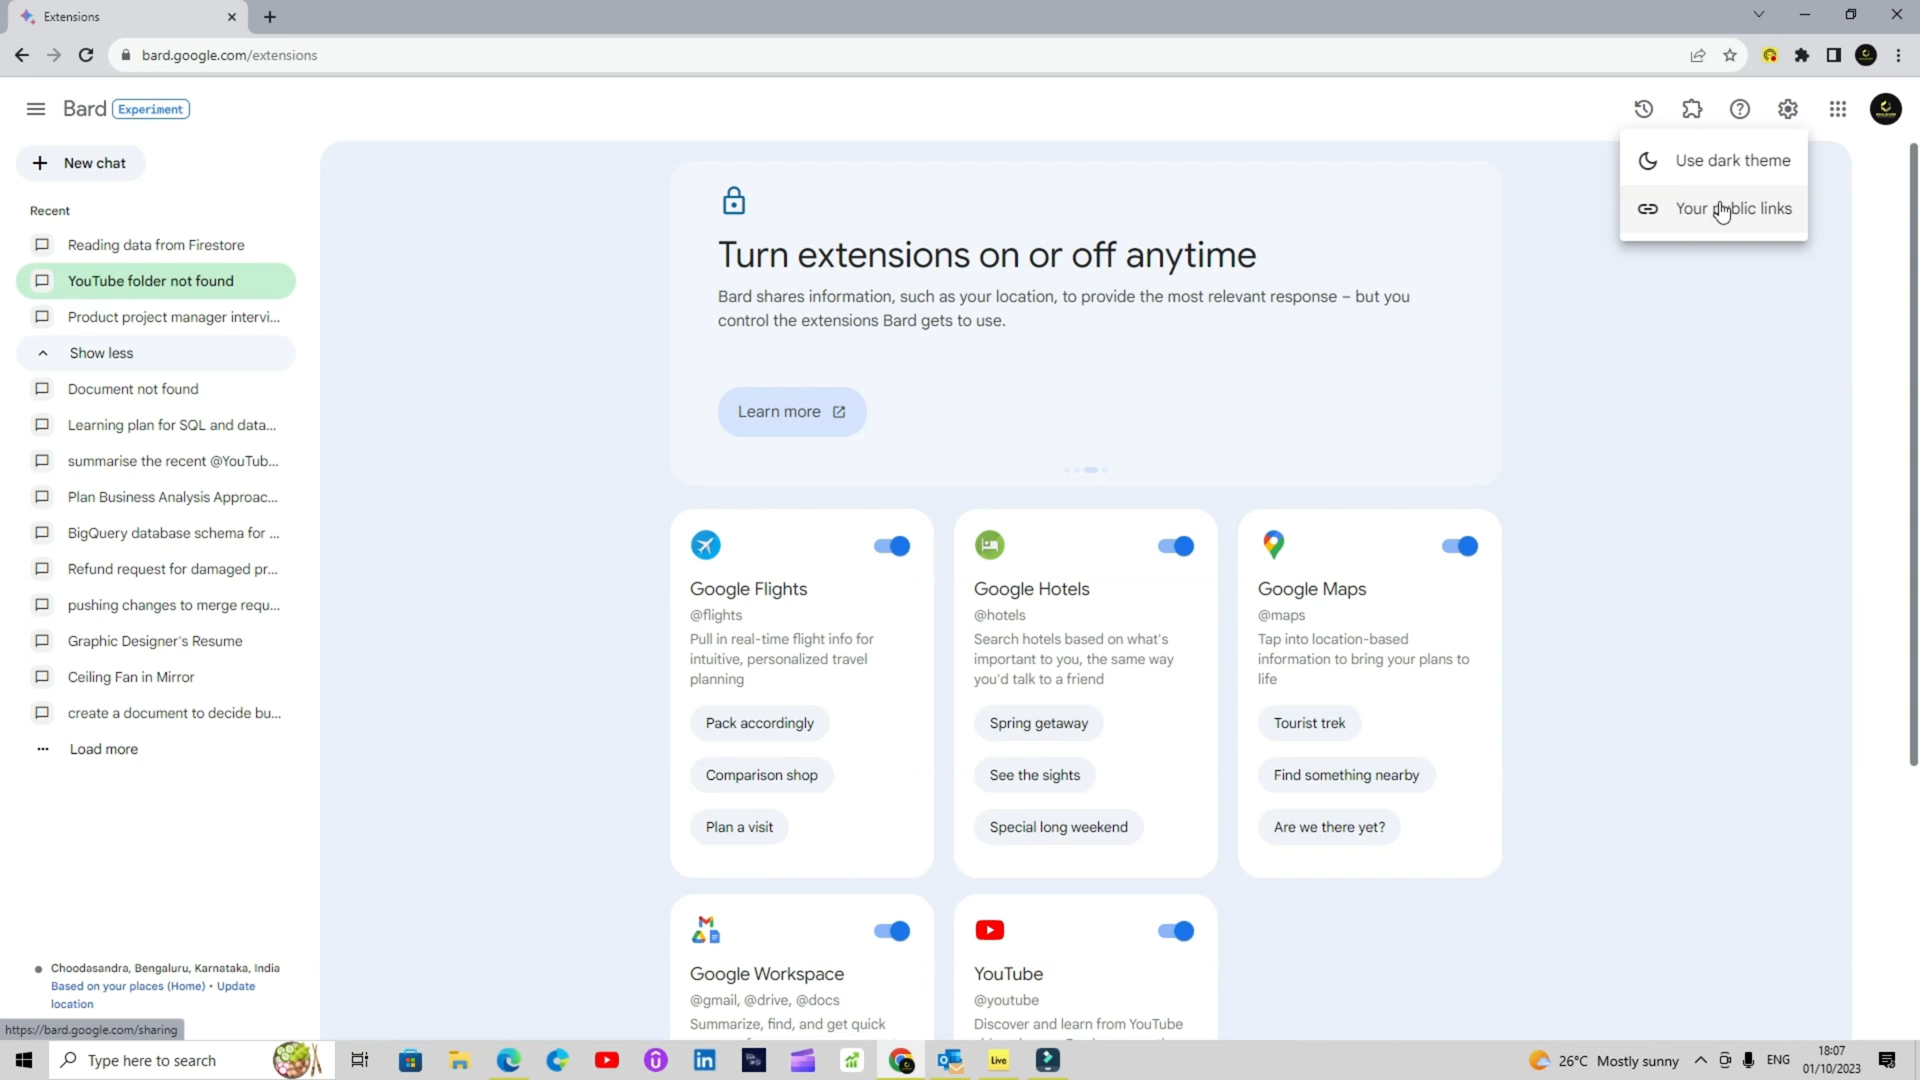 Extensions
bard.google.com/extensions
Bard Experiment
Use dark theme
Your public links
New chat
Recent
Reading data from Firestore
YouTube folder not found
Product project manager intervi...
Show less
Document not found
Learning plan for SQL and data...
summarise the recent @YouTub...
Plan Business Analysis Approac...
BigQuery database schema for ...
Refund request for damaged pr...
pushing changes to merge requ...
Graphic Designer's Resume
Ceiling Fan in Mirror
create a document to decide bu...
Load more
Choodasandra, Bengaluru, Karnataka, India
Based on your places (Home) • Update
location
https://bard.google.com/sharing
Turn extensions on or off anytime
Bard shares information, such as your location, to provide the most relevant response – but you
control the extensions Bard gets to use.
Learn more
Google Flights
@flights
Pull in real-time flight info for
intuitive, personalized travel
planning
Pack accordingly
Comparison shop
Plan a visit
Google Hotels
@hotels
Search hotels based on what's
important to you, the same way
you'd talk to a friend
Spring getaway
See the sights
Special long weekend
Google Maps
@maps
Tap into location-based
information to bring your plans to
life
Tourist trek
Find something nearby
Are we there yet?
Google Workspace
@gmail, @drive, @docs
Summarize, find, and get quick
YouTube
@youtube
Discover and learn from YouTube
Type here to search
Live
26°C Mostly sunny
ENG
18:07
01/10/2023